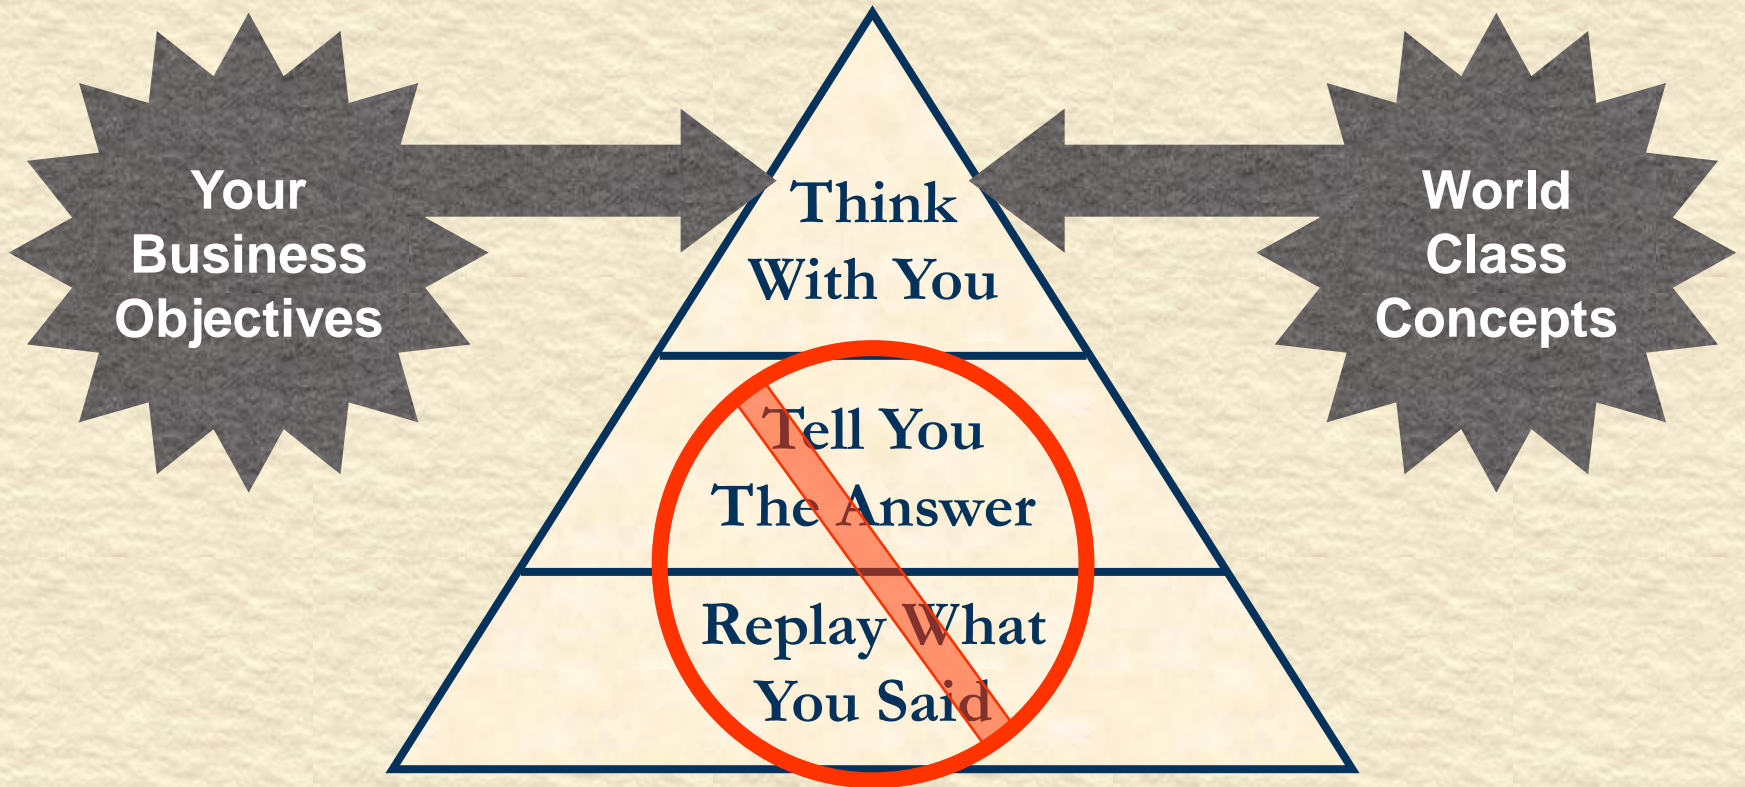 Your
Business
Objectives
Think
With You
World
Class
Concepts
Tell You
The Answer
Replay What
You Said